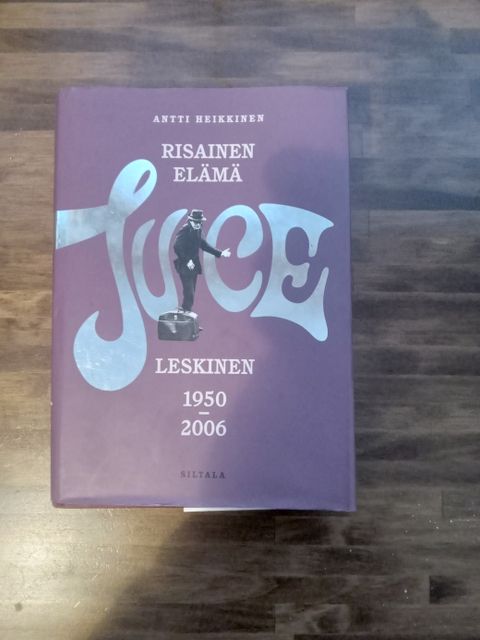 ANTTI HEIKKINEN
RISAINEN
ELÄMÄ
JUICE
LESKINEN
1950
–
2006
SILTALA